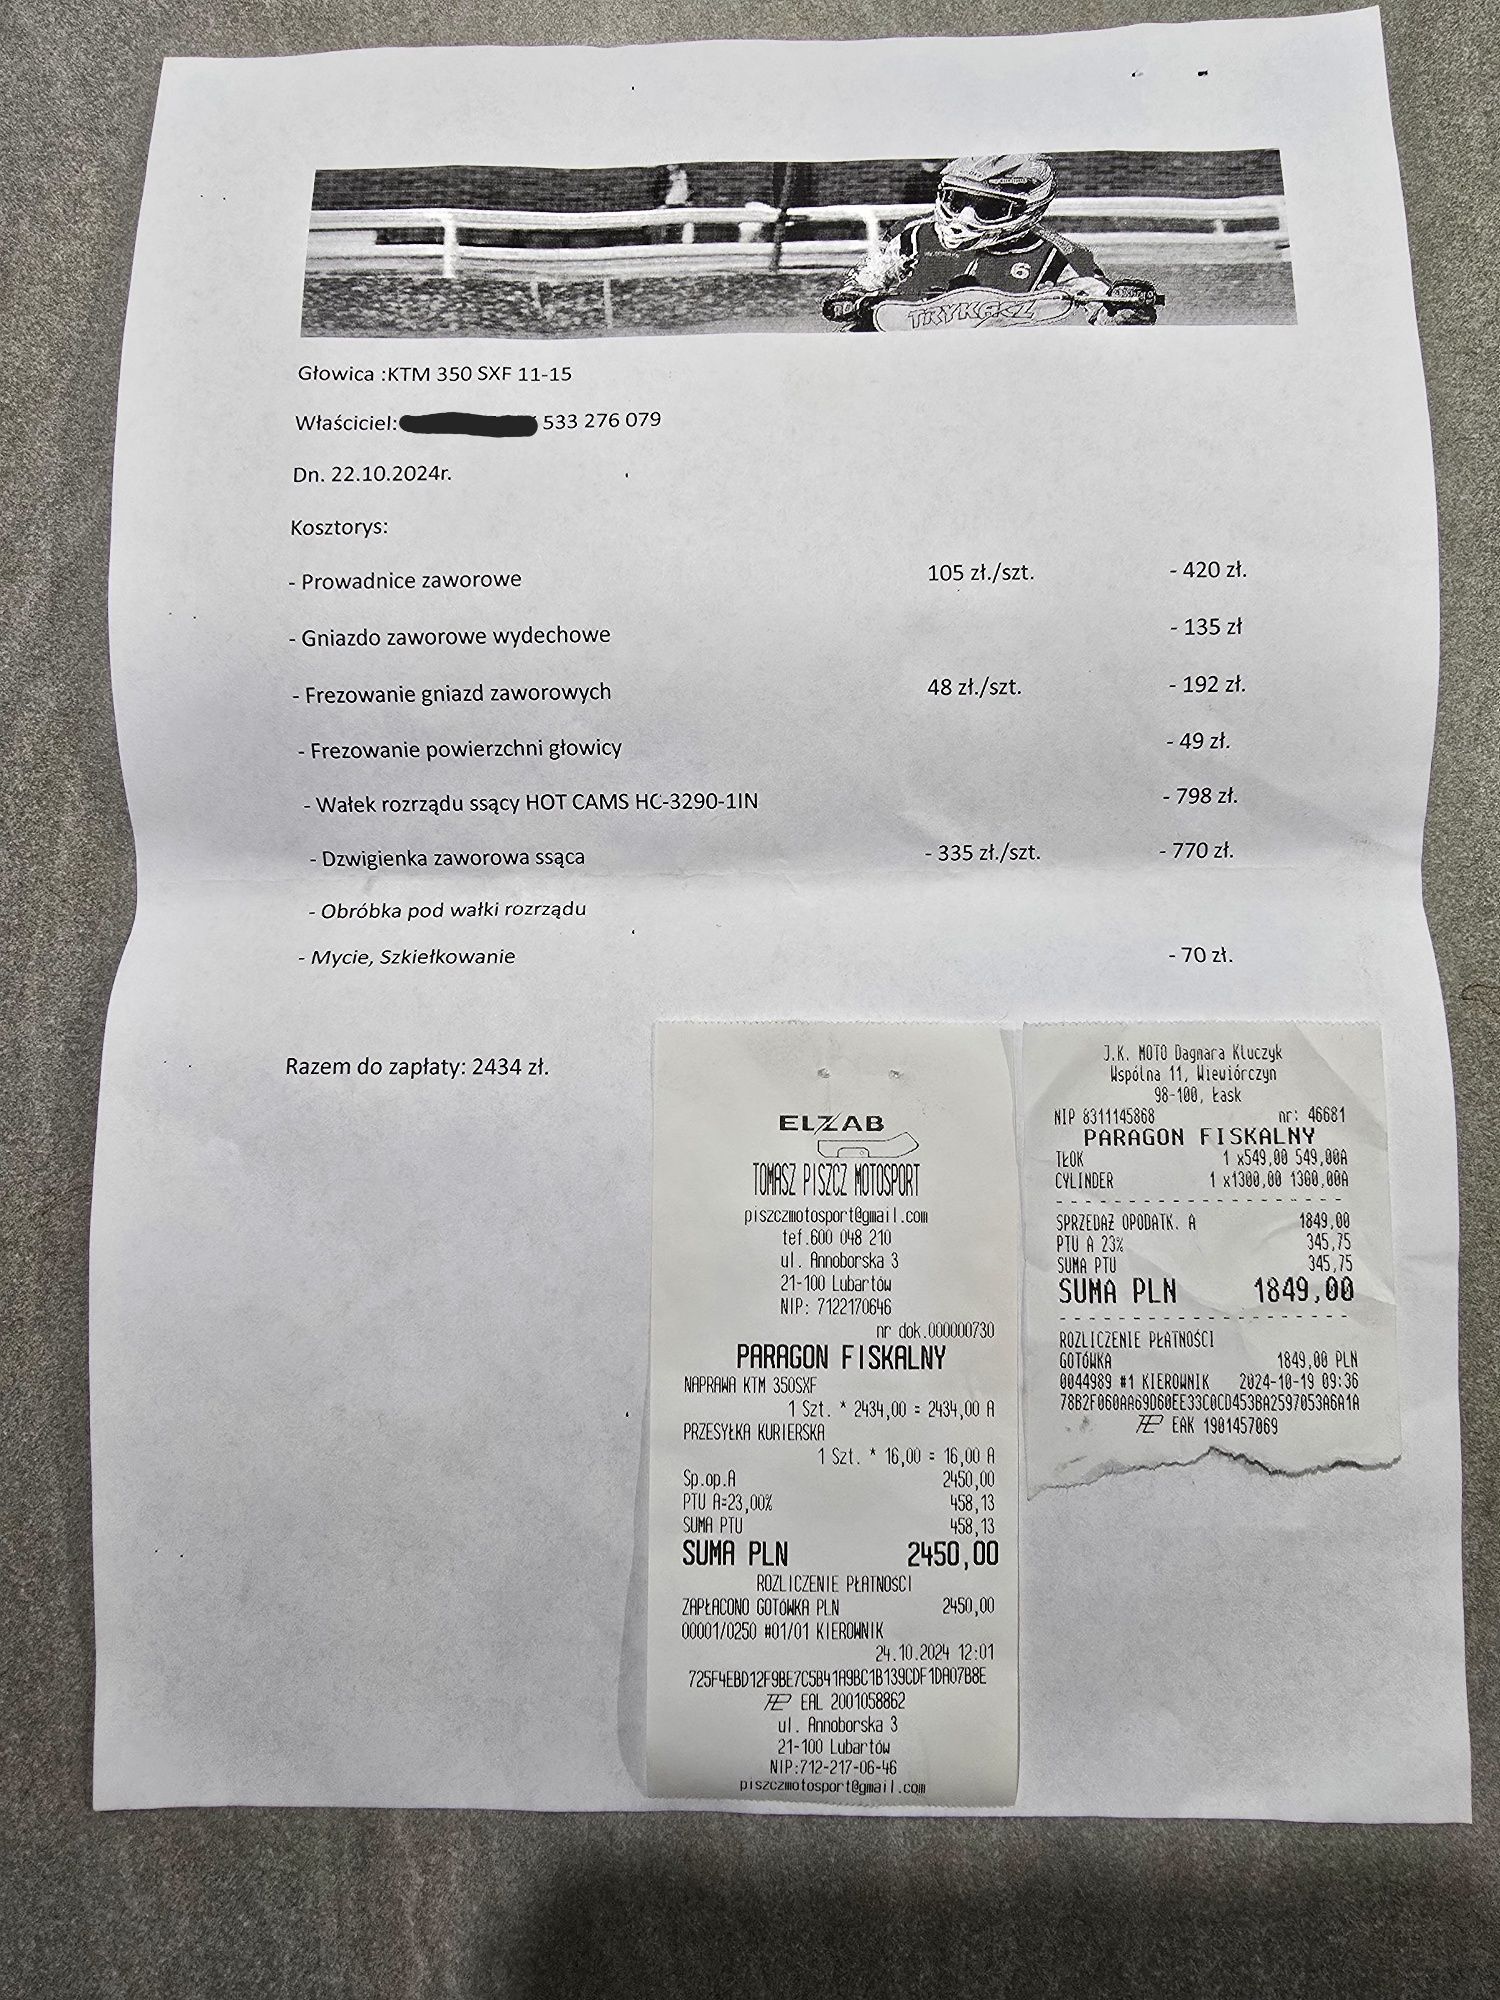 6
TRYKACZ
Głowica :KTM 350 SXF 11-15
Właściciel: 533 276 079
Dn. 22.10.2024r.
Kosztorys:
- Prowadnice zaworowe 105 zł./szt. - 420 zł.
- Gniazdo zaworowe wydechowe - 135 zł
- Frezowanie gniazd zaworowych 48 zł./szt. - 192 zł.
- Frezowanie powierzchni głowicy - 49 zł.
- Wałek rozrządu ssący HOT CAMS HC-3290-1IN - 798 zł.
- Dzwigienka zaworowa ssąca - 335 zł./szt. - 770 zł.
- Obróbka pod wałki rozrządu
- Mycie, Szkiełkowanie - 70 zł.
Razem do zapłaty: 2434 zł.
ELZAB
TOMASZ PISZCZ MOTOSPORT
piszczmotosport@gmail.com
tef.600 048 210
ul. Annoborska 3
21-100 Lubartów
NIP: 7122170646
nr dok.000000730
PARAGON FISKALNY
NAPRAWA KTM 350SXF
1 Szt. * 2434,00 = 2434,00 A
PRZESYŁKA KURIERSKA
1 Szt. * 16,00 = 16,00 A
Sp.op.A 2450,00
PTU A=23,00% 458,13
SUMA PTU 458,13
SUMA PLN 2450,00
ROZLICZENIE PŁATNOŚCI
ZAPŁACONO GOTÓWKA PLN 2450,00
00001/0250 #01/01 KIEROWNIK
24.10.2024 12:01
725F4EBD12F9BE7C5B41A9BC1B139CDF1DA07B8E
EAL 2001058862
ul. Annoborska 3
21-100 Lubartów
NIP:712-217-06-46
piszczmotosport@gmail.com
J.K. MOTO Dagnara Kluczyk
Wspólna 11, Wiewiórczyn
98-100, Łask
NIP 8311145868 nr: 46681
PARAGON FISKALNY
TŁOK 1 x549,00 549,00A
CYLINDER 1 x1300,00 1300,00A
SPRZEDAŻ OPODATK. A 1849,00
PTU A 23% 345,75
SUMA PTU 345,75
SUMA PLN 1849,00
ROZLICZENIE PŁATNOŚCI
GOTÓWKA 1849,00 PLN
0044989 #1 KIEROWNIK 2024-10-19 09:36
78B2F060AA69D60EE33C0CD453BA2597053A6A1A
EAK 1901457069